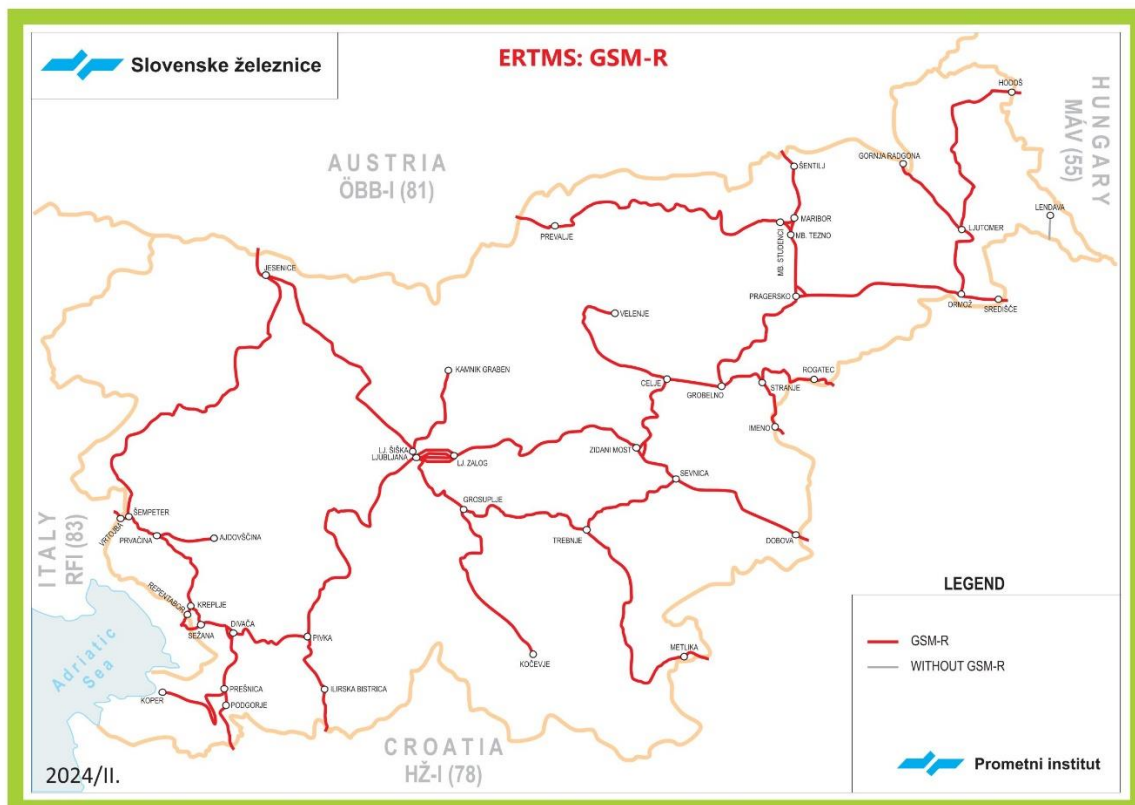 Slovenske železnice
ERTMS: GSM-R
HUNGARY
MÁV (55)
AUSTRIA
ÖBB-I (81)
HODOŠ
GORNJA RADGONA
ŠENTILJ
LENDAVA
MARIBOR
MB. TEZNO
MB. STUDENCI
PREVALJE
LJUTOMER
JESENICE
PRAGERSKO
ORMOŽ
SREDIŠČE
VELENJE
KAMNIK GRABEN
CELJE
GROBELNO
STRANJE
ROGATEC
IMENO
LJ. ŠIŠKA
LJUBLJANA
LJ. ZALOG
ZIDANI MOST
SEVNICA
GROSUPLJE
TREBNJE
DOBOVA
ITALY
RFI (83)
ŠEMPETER
VRTOJBA
PRVAČINA
AJDOVŠČINA
REPENTABOR
KREPLJE
SEŽANA
DIVAČA
PIVKA
KOČEVJE
METLIKA
Adriatic
Sea
KOPER
PREŠNICA
PODGORJE
ILIRSKA BISTRICA
CROATIA
HŽ-I (78)
LEGEND
GSM-R
WITHOUT GSM-R
Prometni institut
2024/II.